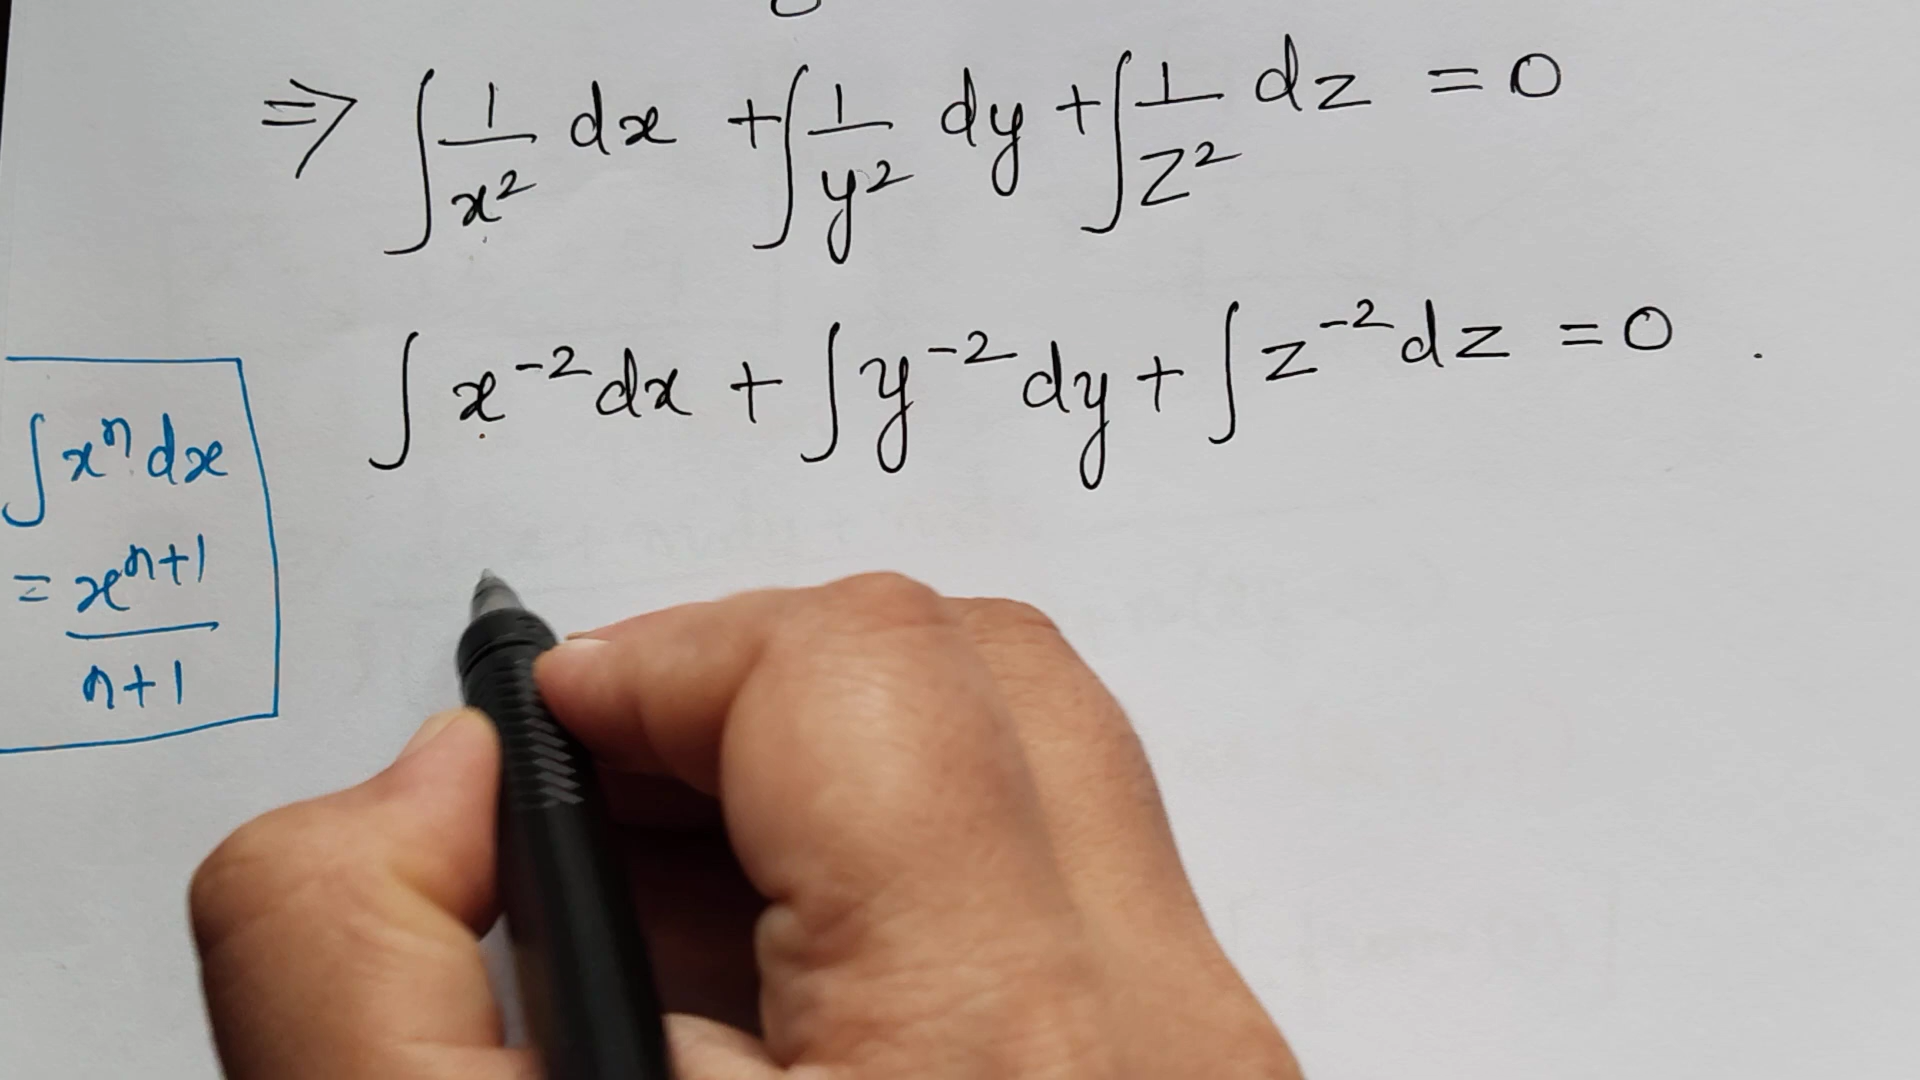 ⇒ ∫ 1/x² dx + ∫ 1/y² dy + ∫ 1/z² dz = 0
∫ x⁻² dx + ∫ y⁻² dy + ∫ z⁻² dz = 0 .
∫ xⁿ dx
= xⁿ⁺¹
n+1